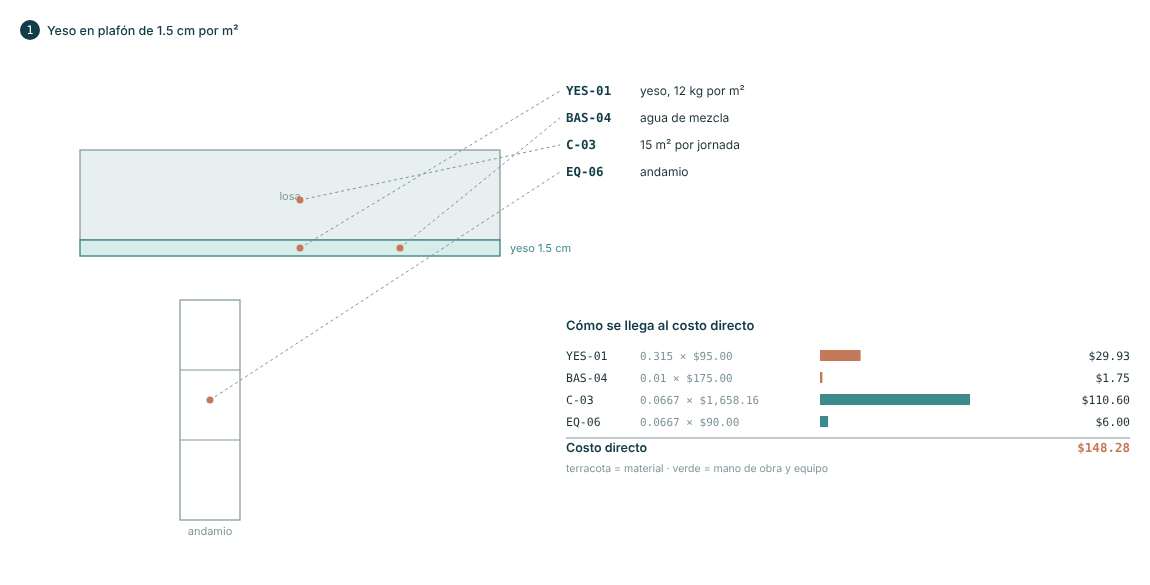 1 Yeso en plafón de 1.5 cm por m²
YES-01 yeso, 12 kg por m²
BAS-04 agua de mezcla
C-03 15 m² por jornada
EQ-06 andamio
losa
yeso 1.5 cm
andamio
Cómo se llega al costo directo
YES-01 0.315 × $95.00 $29.93
BAS-04 0.01 × $175.00 $1.75
C-03 0.0667 × $1,658.16 $110.60
EQ-06 0.0667 × $90.00 $6.00
Costo directo $148.28
terracota = material · verde = mano de obra y equipo